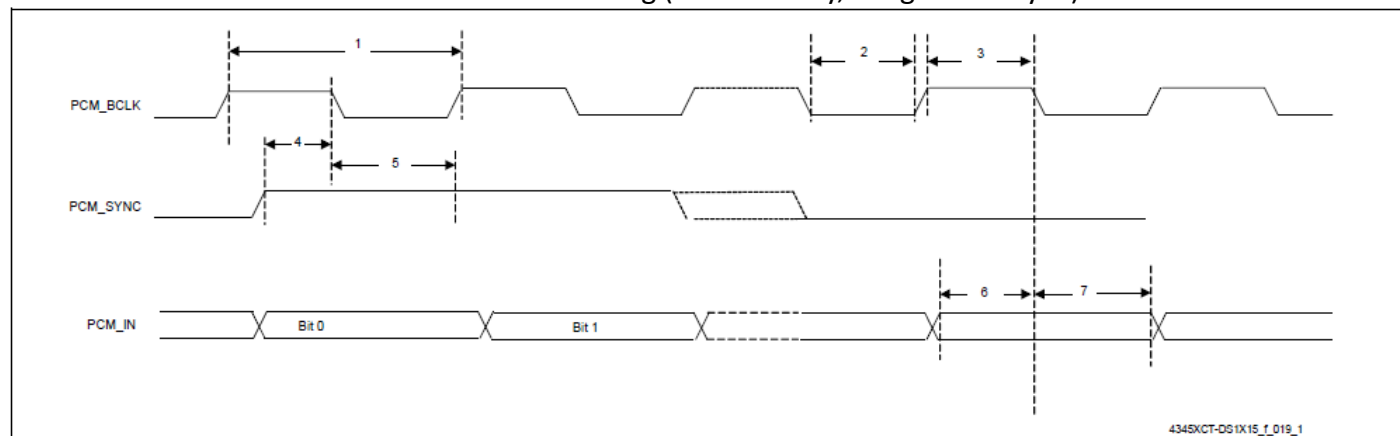 1
2
3
PCM_BCLK
4
5
PCM_SYNC
6
7
PCM_IN
Bit 0
Bit 1
4345XCT-DS1X15_f_019_1